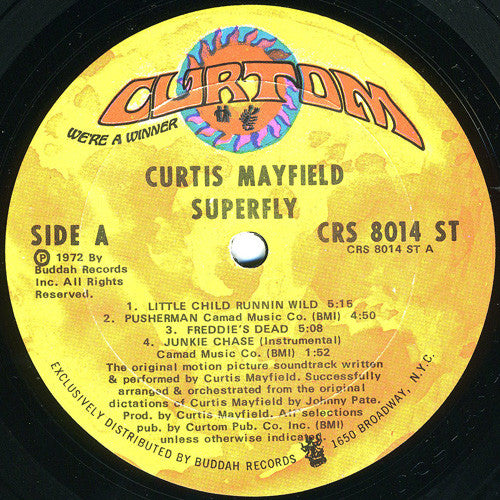 CURTOM
WE'RE A WINNER
CURTIS MAYFIELD
SUPERFLY
SIDE A
CRS 8014 ST
CRS 8014 ST A
Ⓟ 1972 By
Buddah Records
Inc. All Rights
Reserved.
1. LITTLE CHILD RUNNIN WILD 5:16
2. PUSHERMAN Camad Music Co. (BMI) 4:50
3. FREDDIE'S DEAD 5:08
4. JUNKIE CHASE (Instrumental)
Camad Music Co. (BMI) 1:52
The original motion picture soundtrack written
& performed by Curtis Mayfield. Successfully
arranged & orchestrated from the original
dictations of Curtis Mayfield by Johnny Pate.
Prod. by Curtis Mayfield. All selections
pub. by Curtom Pub. Co. Inc. (BMI)
unless otherwise indicated.
EXCLUSIVELY DISTRIBUTED BY BUDDAH RECORDS 1650 BROADWAY, N.Y.C.